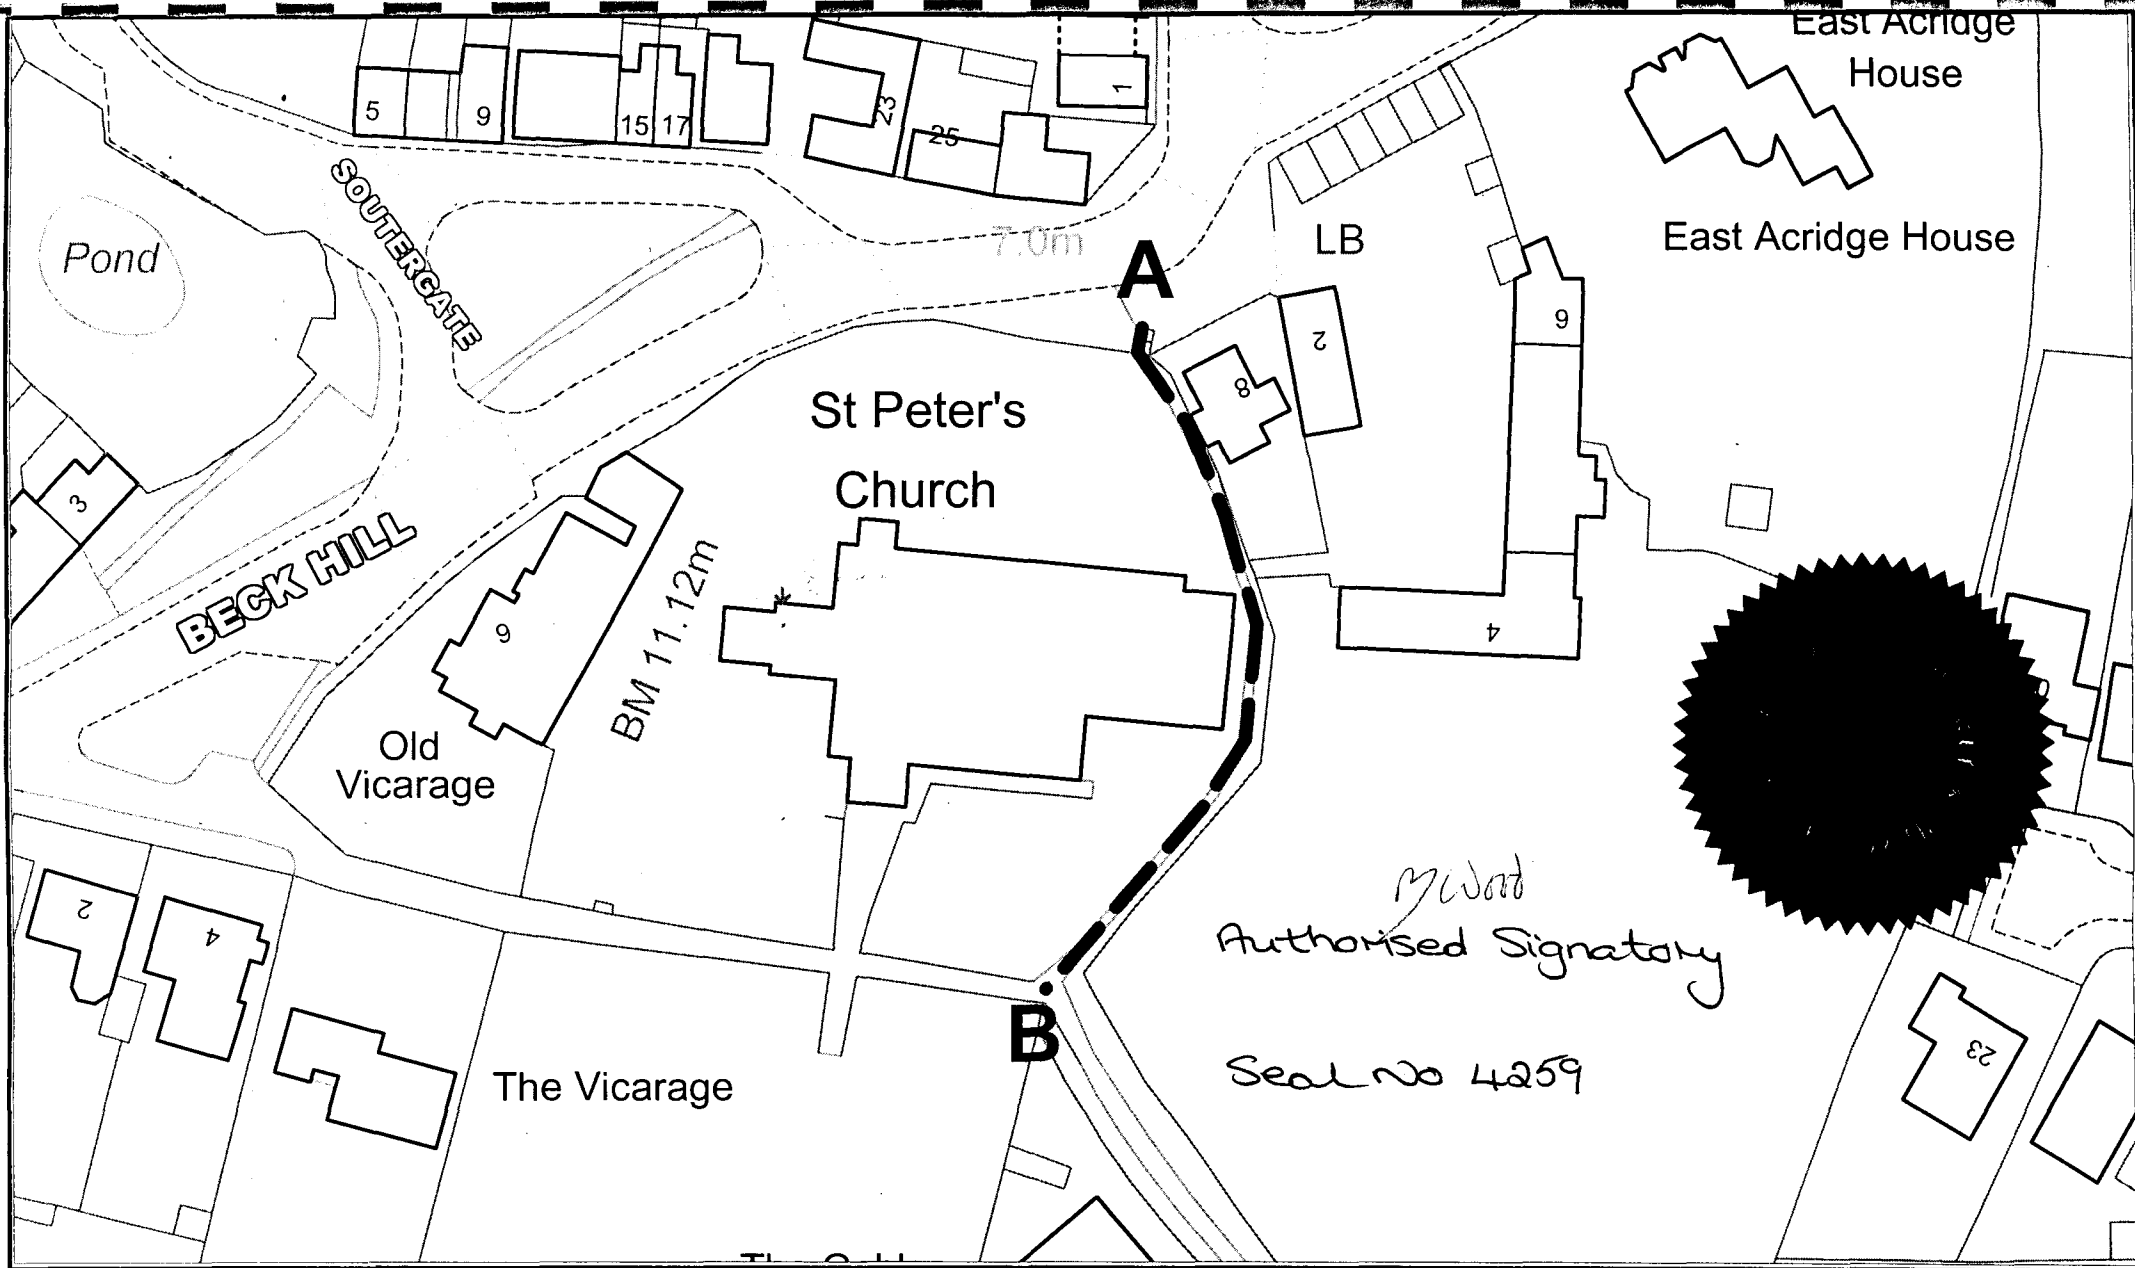 East Acridge
House
5
9
15
17
23
25
1
SOUTERGATE
Pond
7.0m
A
LB
East Acridge House
2
6
8
St Peter's
Church
3
BECK HILL
9
BM 11.12m
4
Old
Vicarage
2
4
Authorised Signatory
B
23
The Vicarage
Seal No 4259